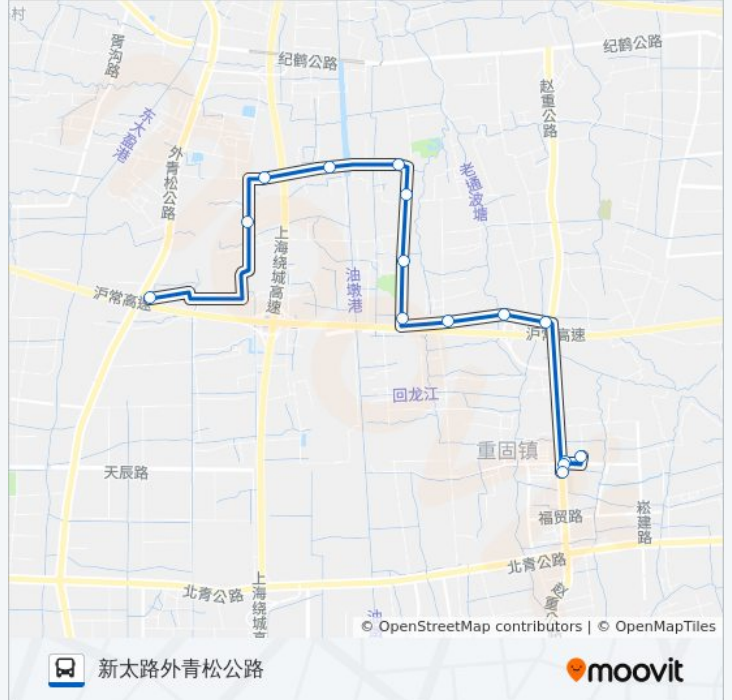 村
胥沟路
纪鹤公路
纪鹤公路
赵重公路
东大盈港
外青松公路
老通波塘
上海绕城高速
油墩港
沪常高速
沪常高速
回龙江
重固镇
天辰路
福贸路
崧建路
北青公路
北青公路
上海绕城高
赵重公
© OpenStreetMap contributors | © OpenMapTiles
新太路外青松公路
moovit